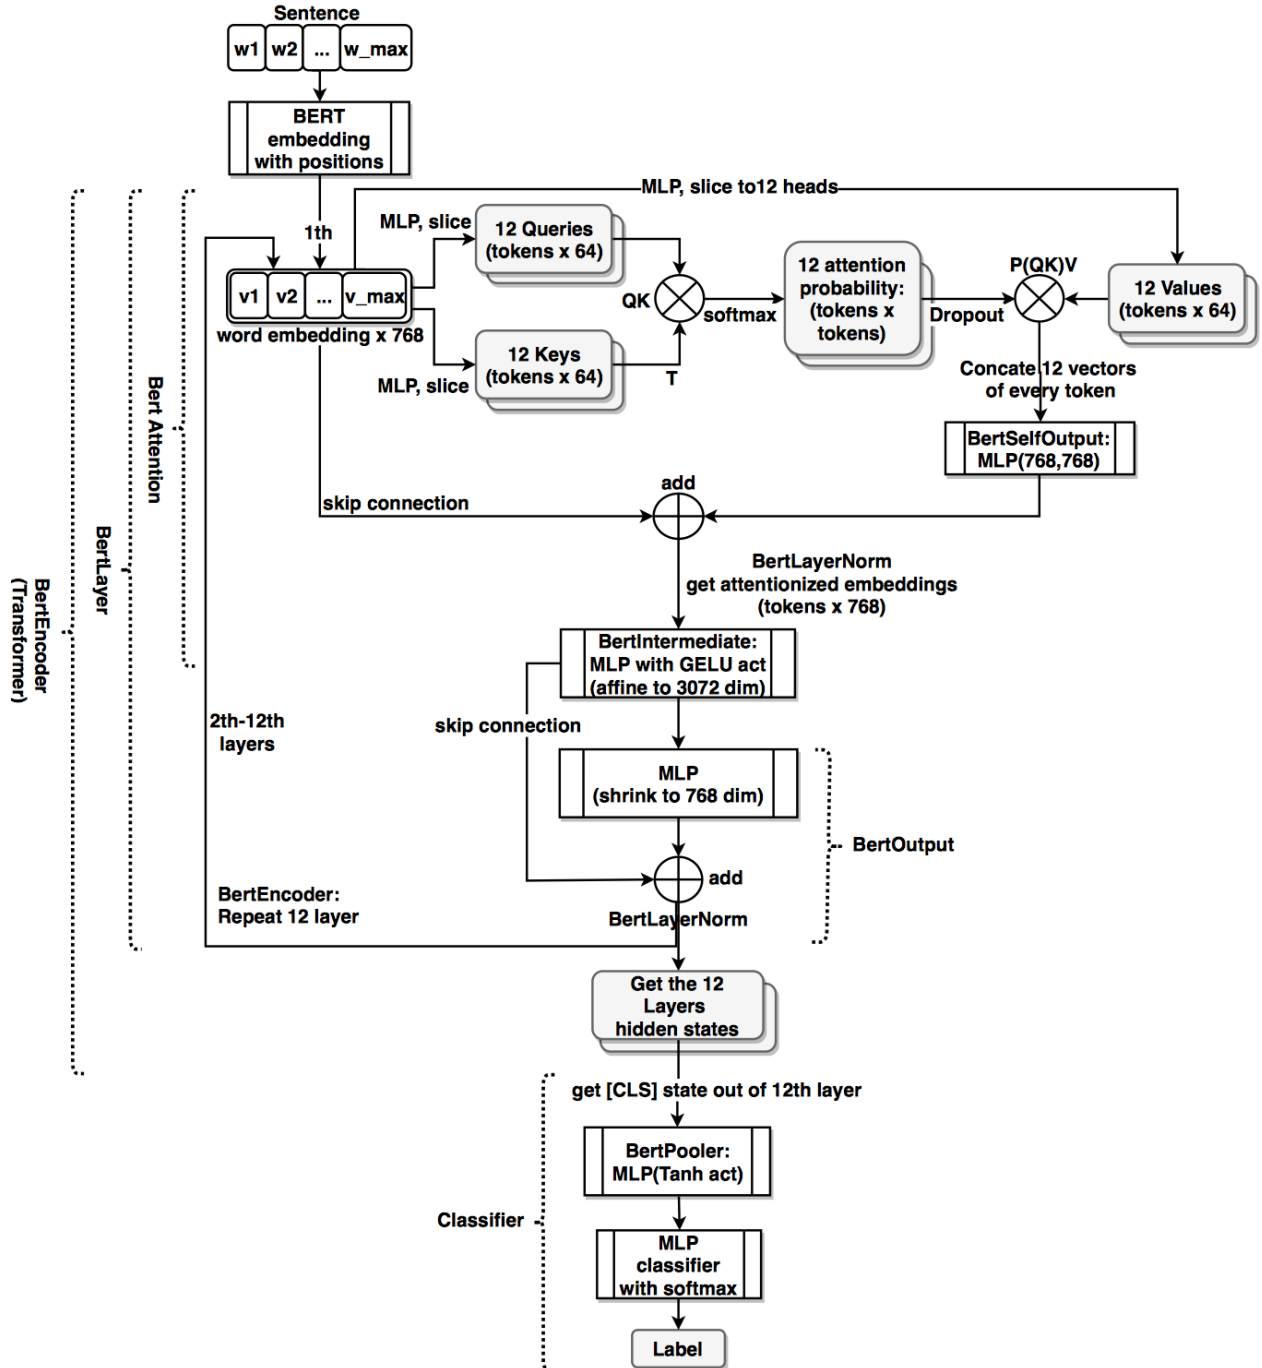 Sentence
w1 w2 ... w_max
BERT
embedding
with positions
MLP, slice to12 heads
1th
MLP, slice
12 Queries
(tokens x 64)
v1 v2 ... v_max
word embedding x 768
QK
softmax
12 attention
probability:
(tokens x
tokens)
Dropout
P(QK)V
12 Values
(tokens x 64)
MLP, slice
12 Keys
(tokens x 64)
T
Concate 12 vectors
of every token
BertSelfOutput:
MLP(768,768)
add
skip connection
BertLayerNorm
get attentionized embeddings
(tokens x 768)
BertIntermediate:
MLP with GELU act
(affine to 3072 dim)
skip connection
2th-12th
layers
MLP
(shrink to 768 dim)
BertOutput
add
BertEncoder:
Repeat 12 layer
BertLayerNorm
Bert Attention
BertLayer
BertEncoder
(Transformer)
Get the 12
Layers
hidden states
get [CLS] state out of 12th layer
BertPooler:
MLP(Tanh act)
Classifier
MLP
classifier
with softmax
Label